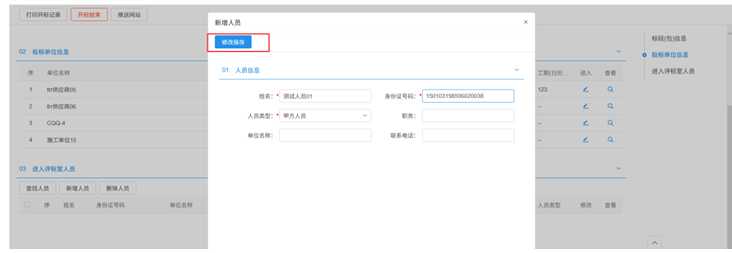 打印开标记录 开标结束 推送网站
新增人员 ×
修改保存
标段(包)信息
02 投标单位信息
投标单位信息
01 人员信息
进入评标室人员
序 单位名称 工期(日历... 进入 查看
1 8r供应商05 123
姓名: * 测试人员01 身份证号码: * 150103198506020038
2 8r供应商06 --
人员类型: * 甲方人员 职务:
3 CQQ-4 --
单位名称: 联系电话:
4 施工单位15 --
03 进入评标室人员
查找人员 新增人员 删除人员
序 姓名 身份证号码 单位名称 人员类型 修改 查看